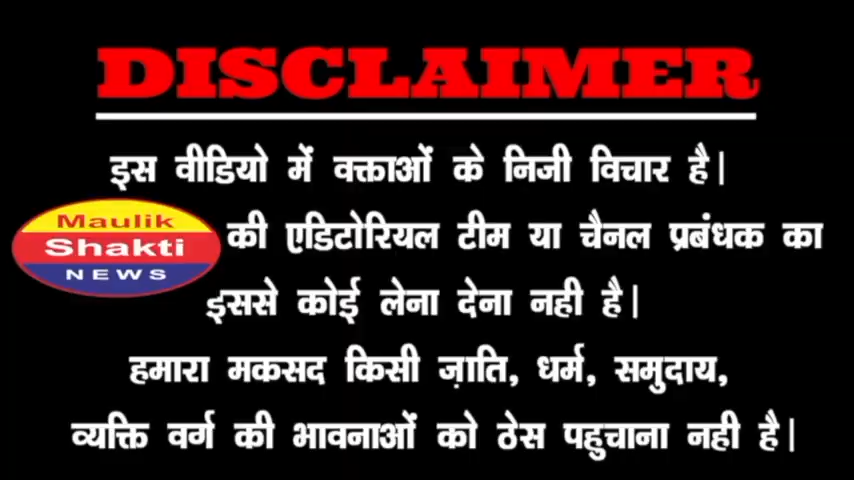 DISCLAIMER
इस वीडियो में वक्ताओं के निजी विचार है|
Maulik
Shakti
NEWS
की एडिटोरियल टीम या चैनल प्रबंधक का
इससे कोई लेना देना नही है|
हमारा मकसद किसी ज़ाति, धर्म, समुदाय,
व्यक्ति वर्ग की भावनाओं को ठेस पहुचाना नही है|